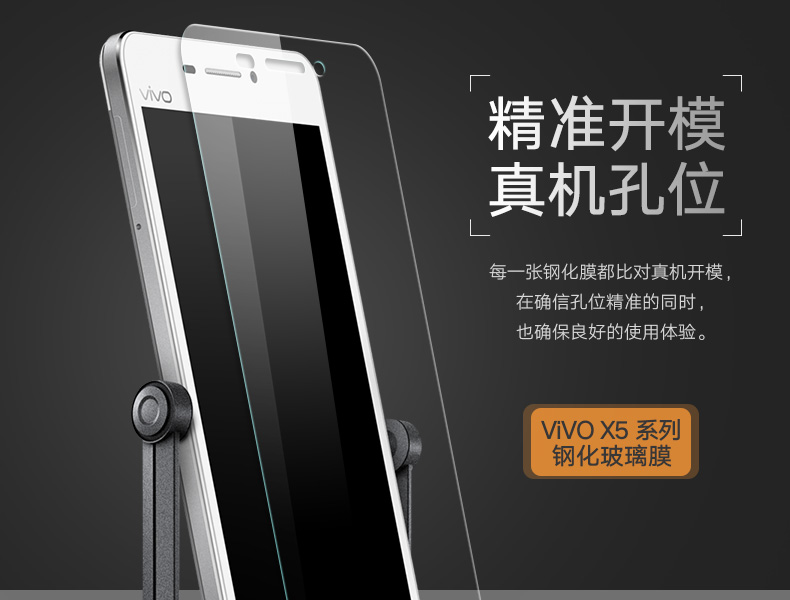 vivo
精准开模
真机孔位
每一张钢化膜都比对真机开模，
在确信孔位精准的同时，
也确保良好的使用体验。
ViVO X5 系列
钢化玻璃膜